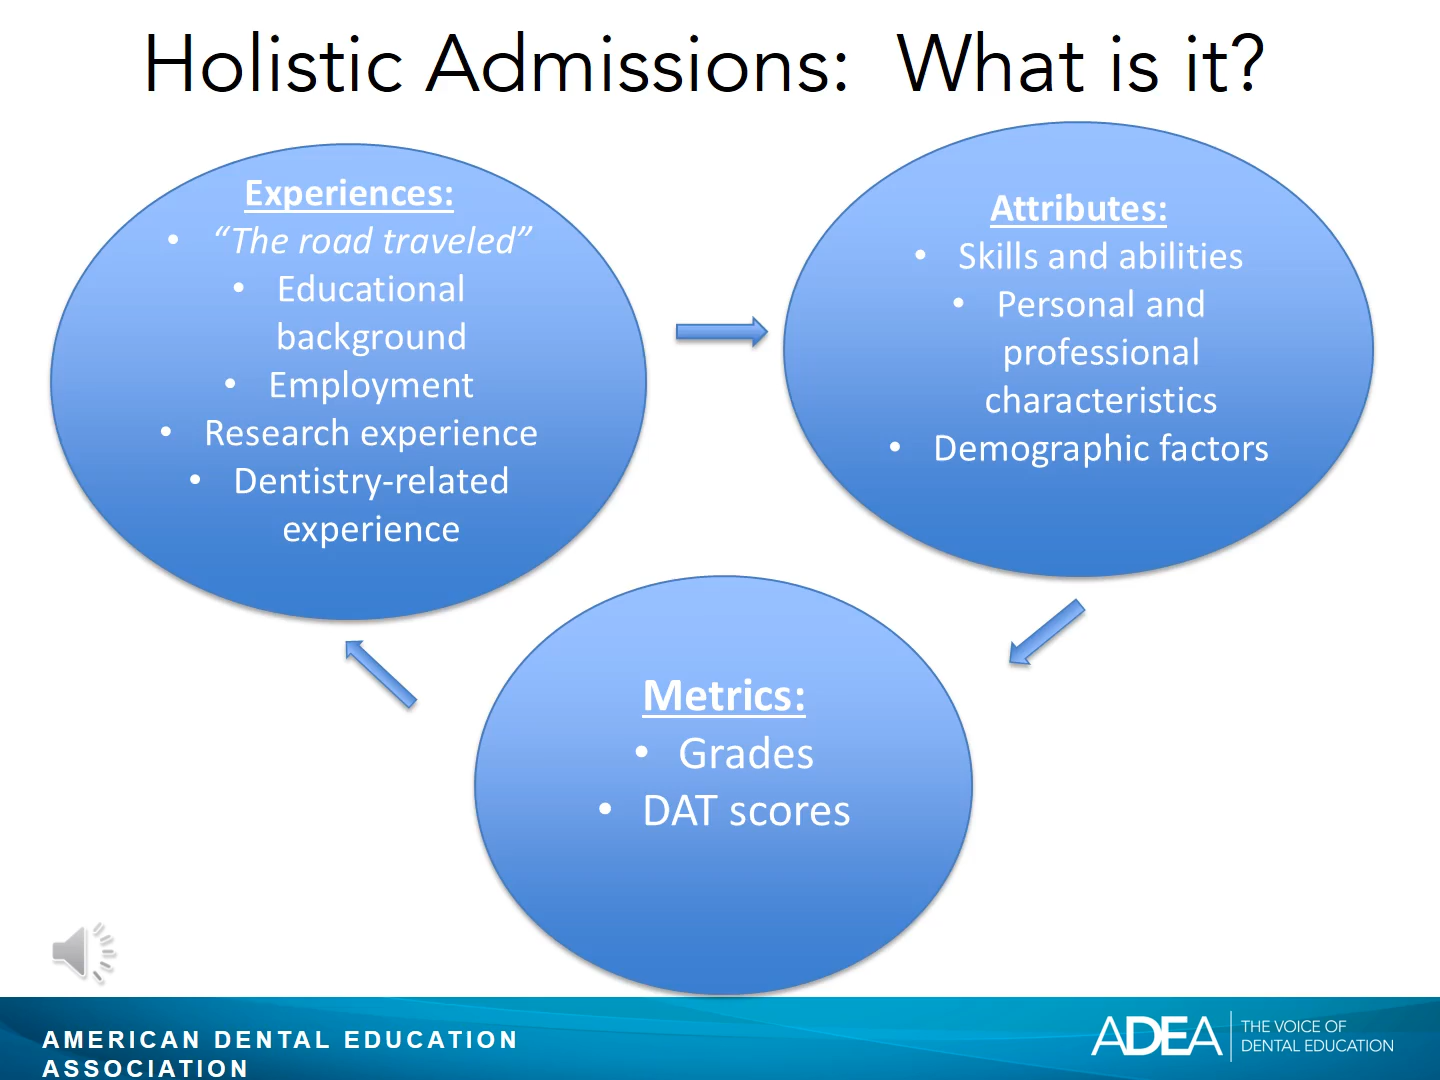 Holistic Admissions:  What is it?
Experiences:
• “The road traveled”
• Educational
background
• Employment
• Research experience
• Dentistry-related
experience
Attributes:
• Skills and abilities
• Personal and
professional
characteristics
• Demographic factors
Metrics:
• Grades
• DAT scores
AMERICAN DENTAL EDUCATION
ASSOCIATION
ADEA
THE VOICE OF
DENTAL EDUCATION